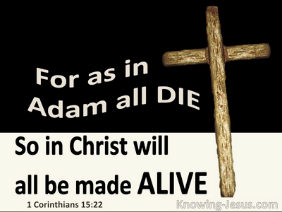 For as in
Adam all DIE
So in Christ will
all be made ALIVE
1 Corinthians 15:22
Knowing-Jesus.com